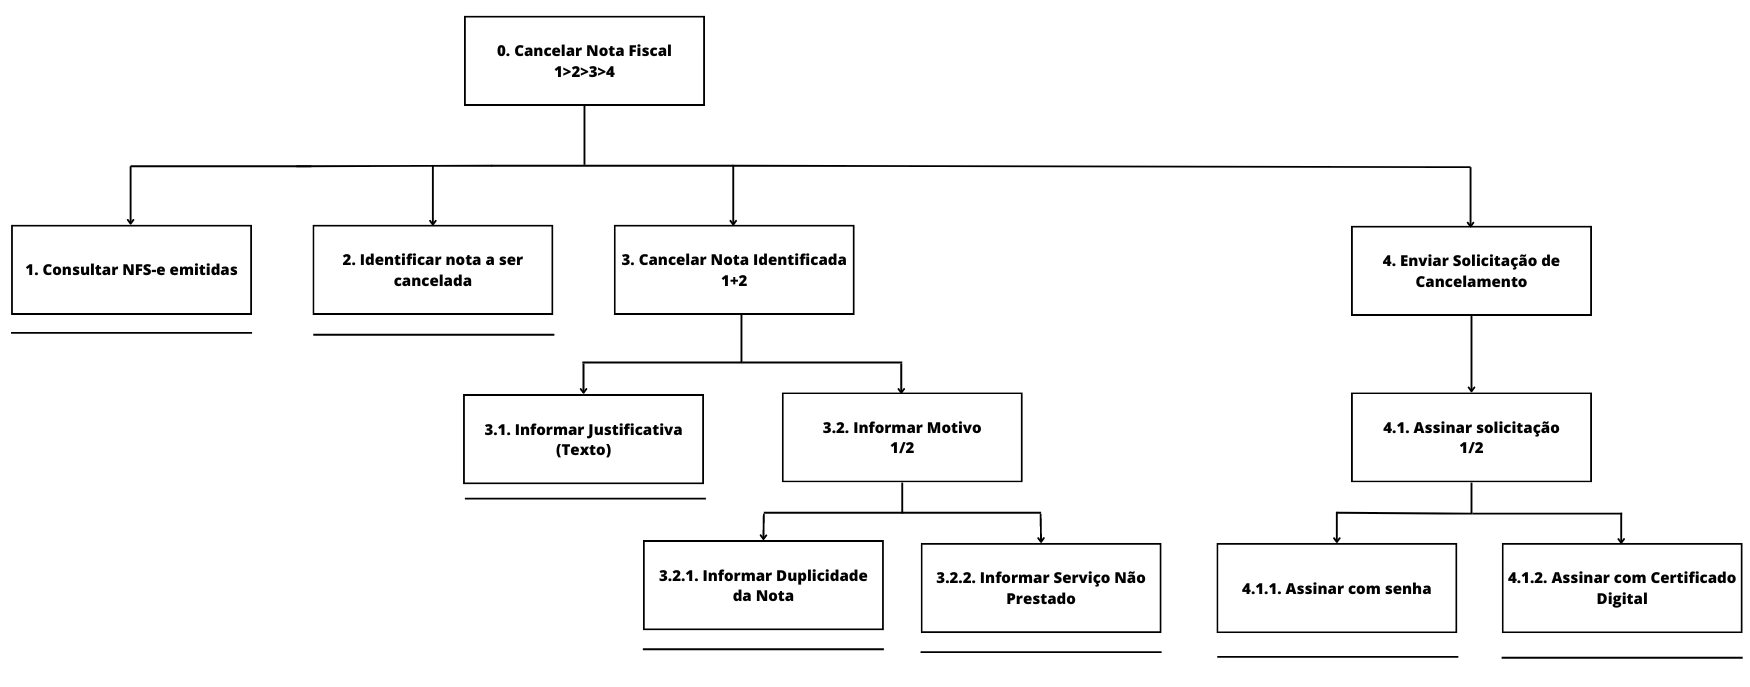 0. Cancelar Nota Fiscal
1>2>3>4
1. Consultar NFS-e emitidas
2. Identificar nota a ser
cancelada
3. Cancelar Nota Identificada
1+2
4. Enviar Solicitação de
Cancelamento
3.1. Informar Justificativa
(Texto)
3.2. Informar Motivo
1/2
4.1. Assinar solicitação
1/2
3.2.1. Informar Duplicidade
da Nota
3.2.2. Informar Serviço Não
Prestado
4.1.1. Assinar com senha
4.1.2. Assinar com Certificado
Digital